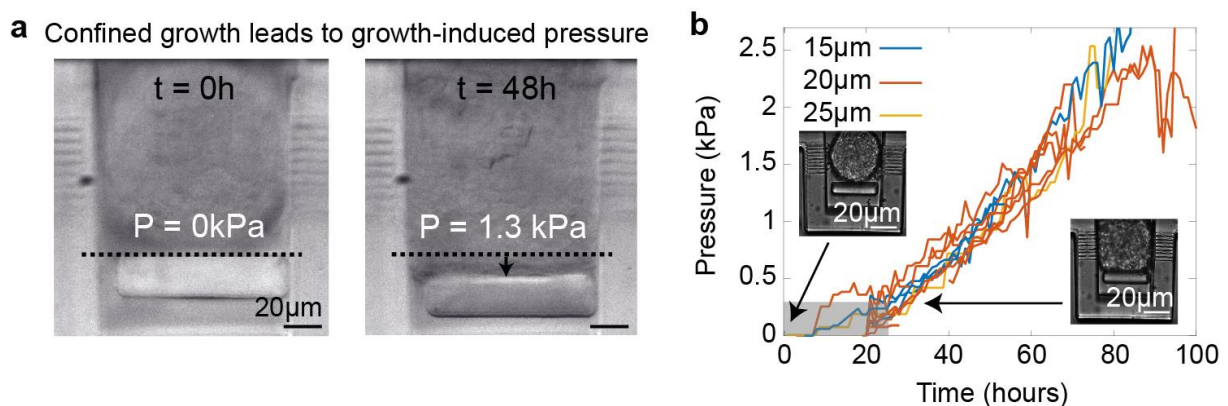 a Confined growth leads to growth-induced pressure
t = 0h
P = 0kPa
20µm
t = 48h
P = 1.3 kPa
b
15µm
20µm
25µm
20µm
20µm
Pressure (kPa)
2.5
2
1.5
1
0.5
0
0
20
40
60
80
100
Time (hours)